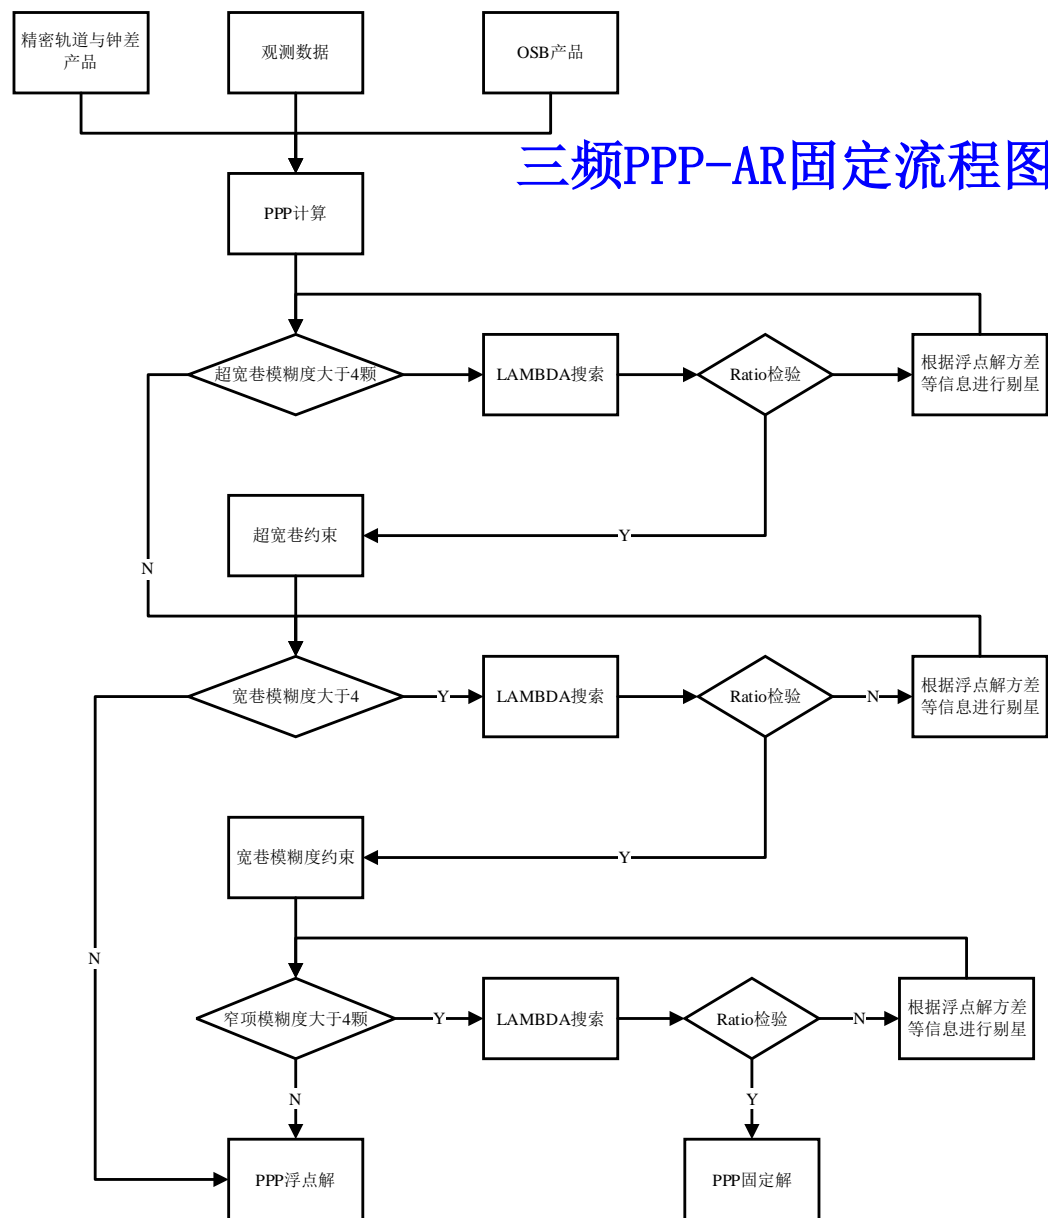 精密轨道与钟差
产品
观测数据
OSB产品
三频PPP-AR固定流程图
PPP计算
超宽巷模糊度大于4颗
LAMBDA搜索
Ratio检验
根据浮点解方差
等信息进行剔星
超宽巷约束
Y
N
宽巷模糊度大于4
Y
LAMBDA搜索
Ratio检验
N
根据浮点解方差
等信息进行剔星
宽巷模糊度约束
Y
N
窄项模糊度大于4颗
Y
LAMBDA搜索
Ratio检验
N
根据浮点解方差
等信息进行剔星
N
Y
PPP浮点解
PPP固定解